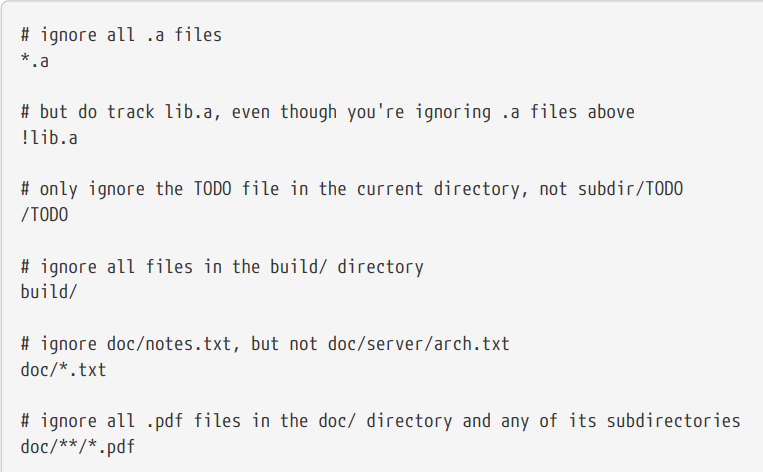 # ignore all .a files
*.a
# but do track lib.a, even though you're ignoring .a files above
!lib.a
# only ignore the TODO file in the current directory, not subdir/TODO
/TODO
# ignore all files in the build/ directory
build/
# ignore doc/notes.txt, but not doc/server/arch.txt
doc/*.txt
# ignore all .pdf files in the doc/ directory and any of its subdirectories
doc/**/*.pdf